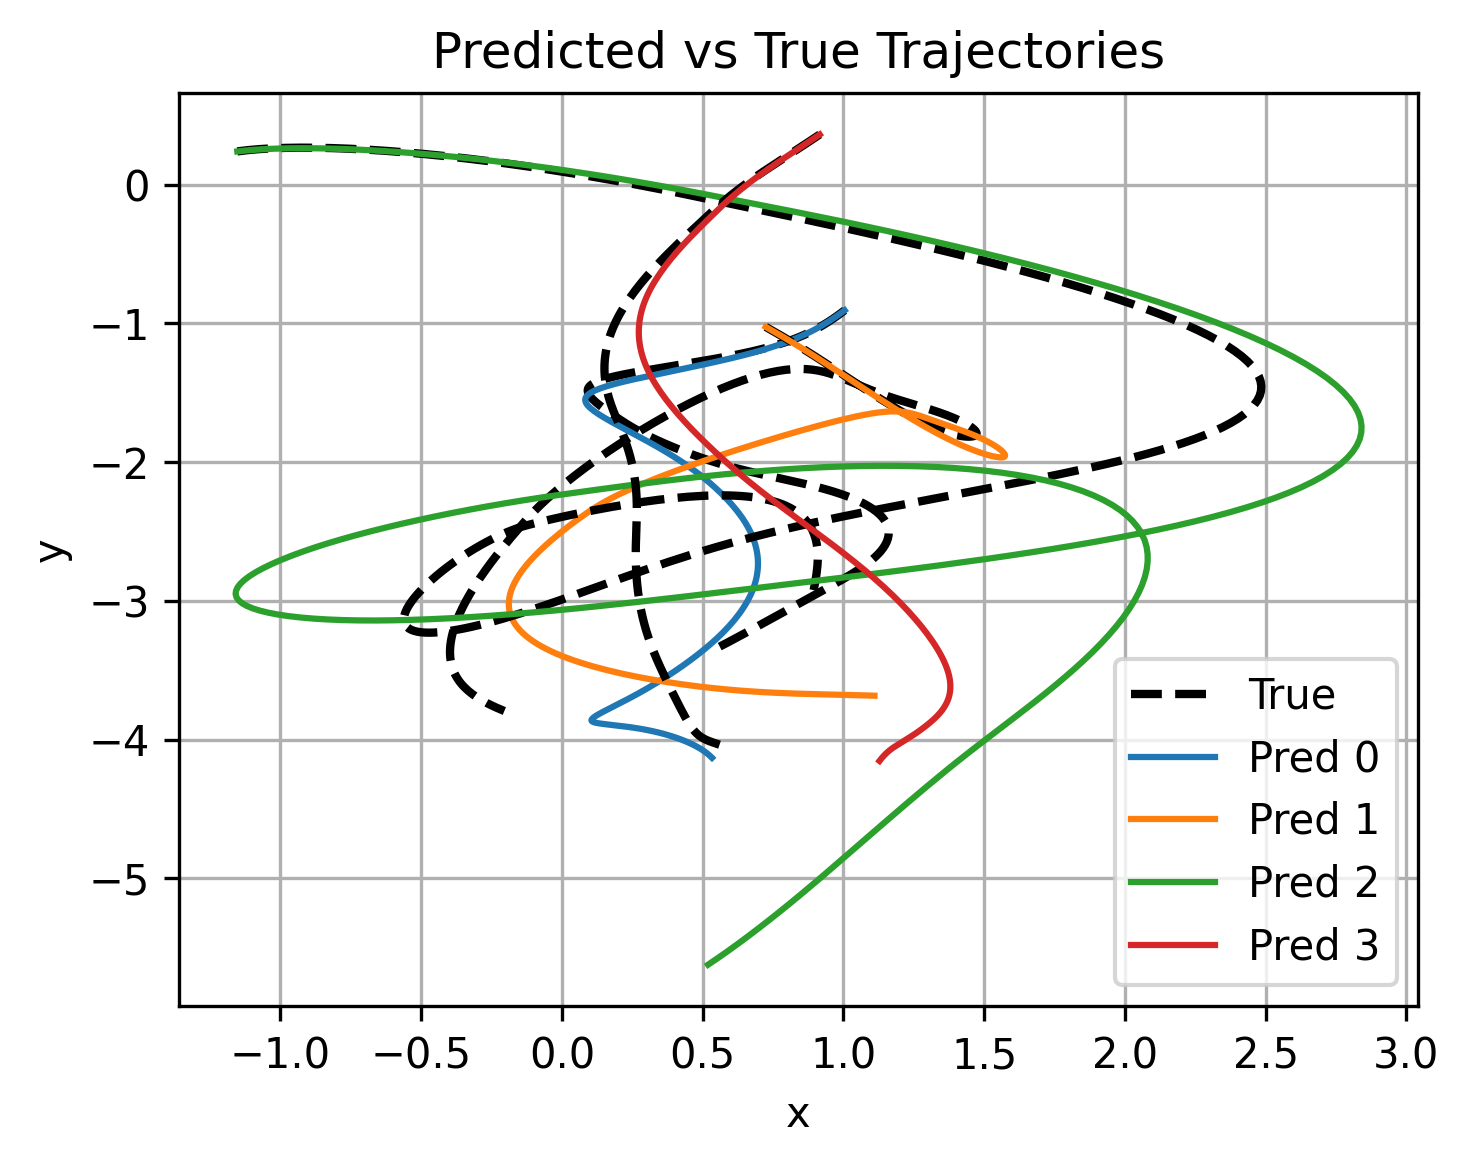 Predicted vs True Trajectories
0
−1
−2
−3
−4
−5
y
−1.0 −0.5 0.0 0.5 1.0 1.5 2.0 2.5 3.0
x
True
Pred 0
Pred 1
Pred 2
Pred 3